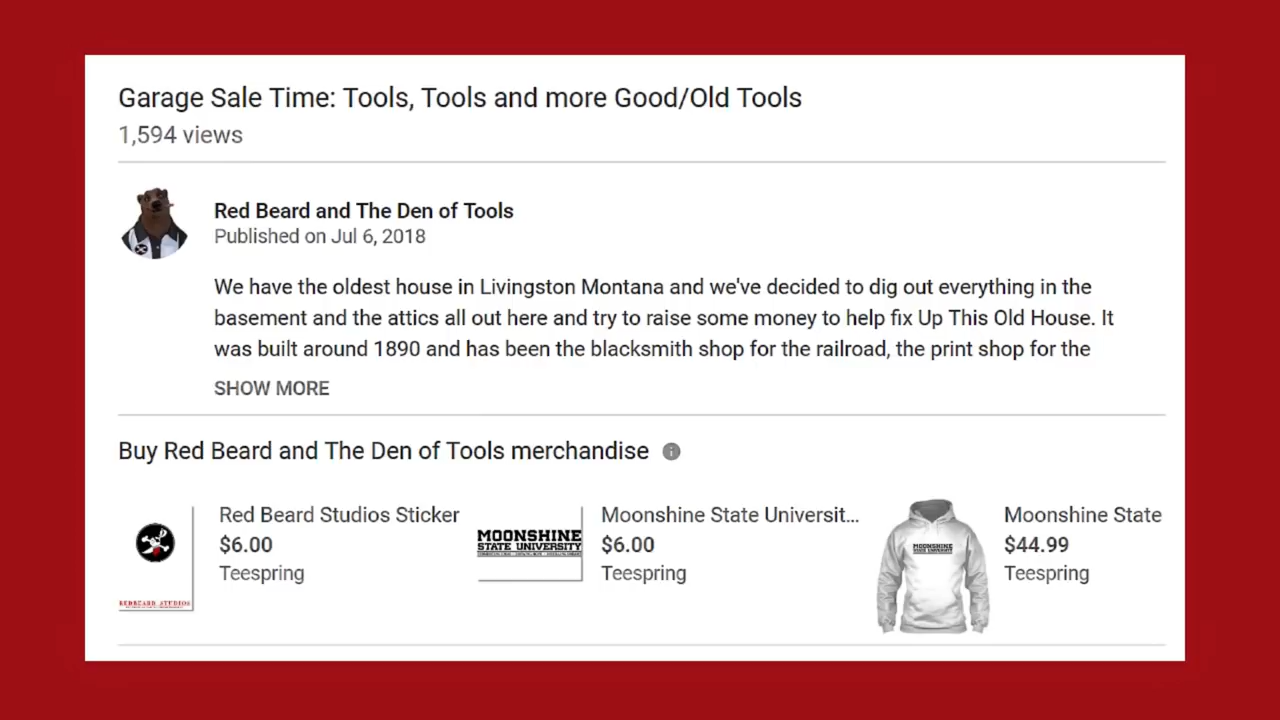 Garage Sale Time: Tools, Tools and more Good/Old Tools
1,594 views
Red Beard and The Den of Tools
Published on Jul 6, 2018
We have the oldest house in Livingston Montana and we've decided to dig out everything in the
basement and the attics all out here and try to raise some money to help fix Up This Old House. It
was built around 1890 and has been the blacksmith shop for the railroad, the print shop for the
SHOW MORE
Buy Red Beard and The Den of Tools merchandise
REDBEARD STUDIOS
Red Beard Studios Sticker
$6.00
Teespring
MOONSHINE
STATE UNIVERSITY
Moonshine State Universit...
$6.00
Teespring
MOONSHINE
STATE UNIVERSITY
Moonshine State
$44.99
Teespring